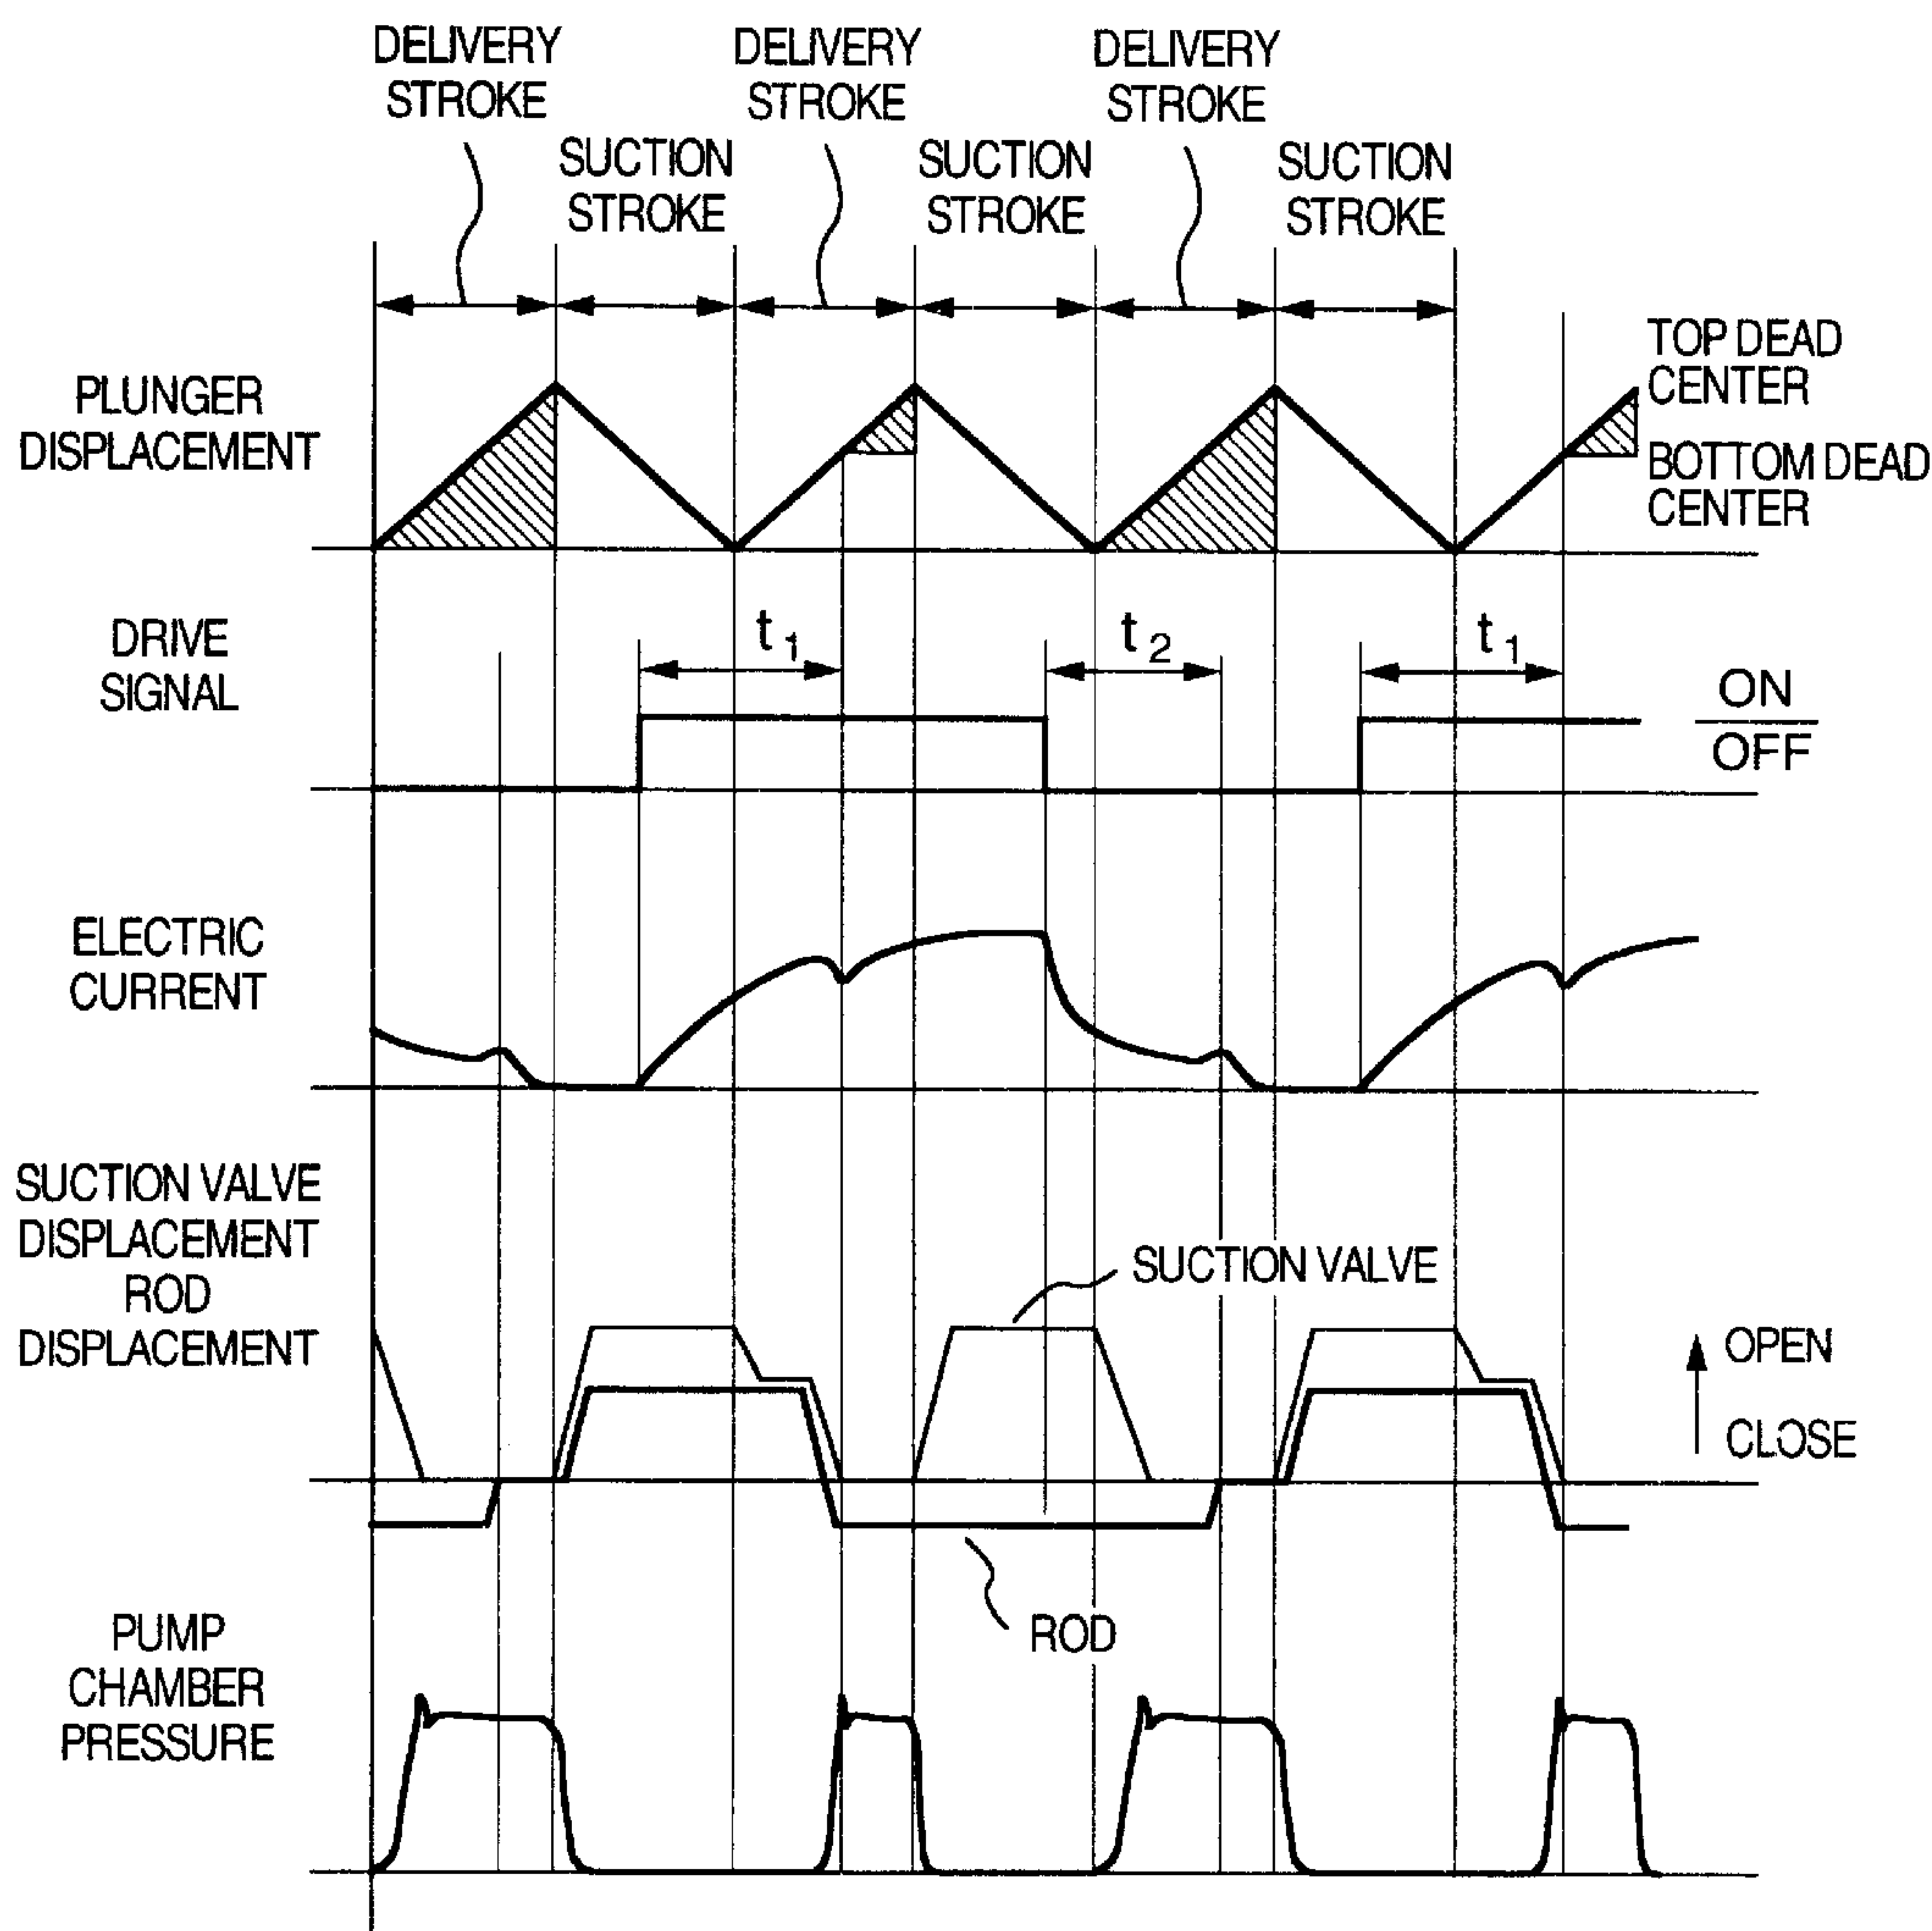 DELIVERY
STROKE
DELIVERY
STROKE
DELIVERY
STROKE
SUCTION
STROKE
SUCTION
STROKE
SUCTION
STROKE
PLUNGER
DISPLACEMENT
TOP DEAD
CENTER
BOTTOM DEAD
CENTER
DRIVE
SIGNAL
t1
t2
t1
ON
OFF
ELECTRIC
CURRENT
SUCTION VALVE
DISPLACEMENT
ROD
DISPLACEMENT
SUCTION VALVE
OPEN
CLOSE
ROD
PUMP
CHAMBER
PRESSURE